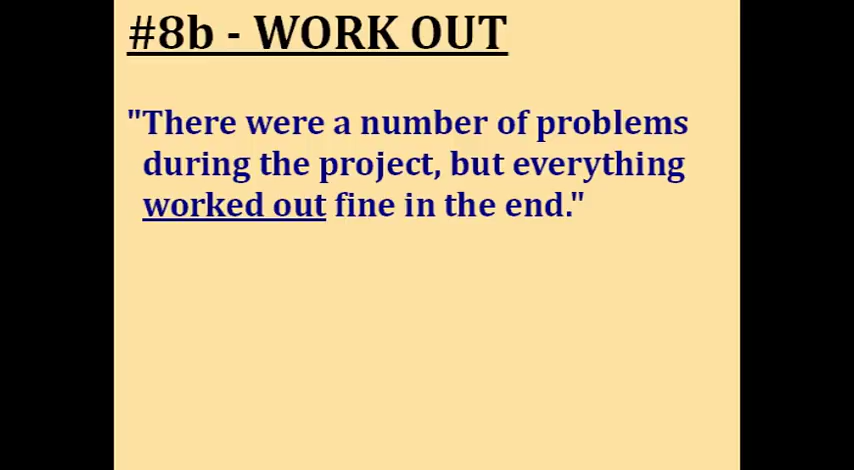 #8b - WORK OUT
"There were a number of problems
during the project, but everything
worked out fine in the end."